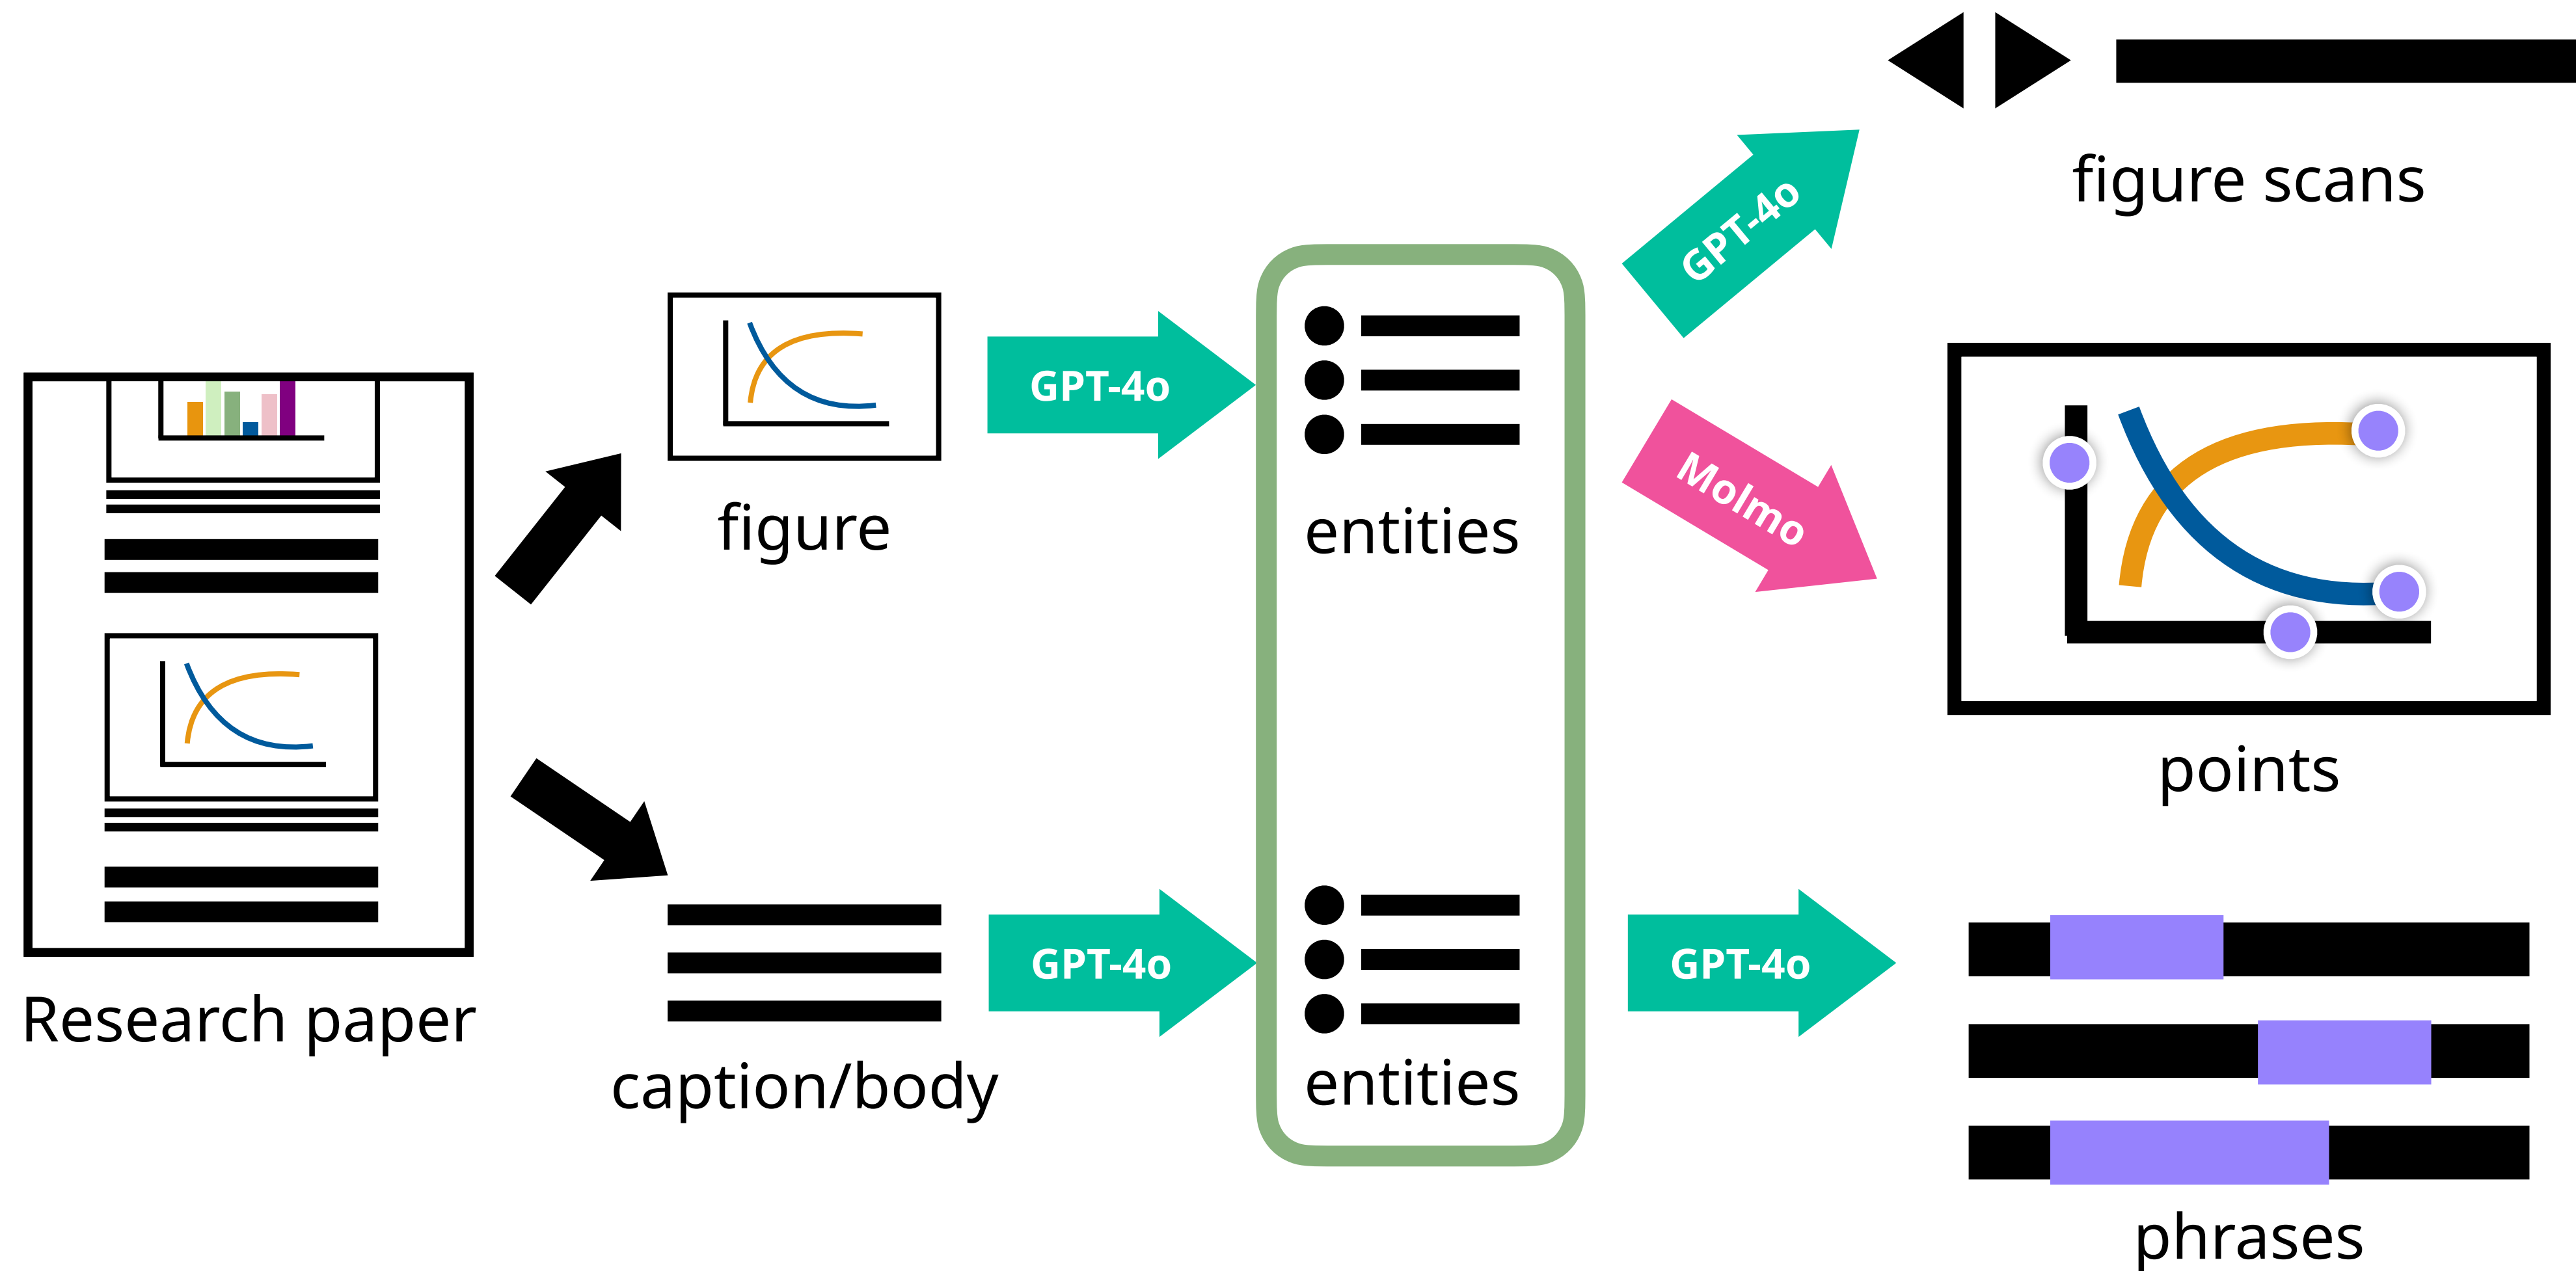 figure scans
GPT-4o
GPT-4o
figure
entities
Molmo
points
Research paper
GPT-4o
caption/body
entities
GPT-4o
phrases